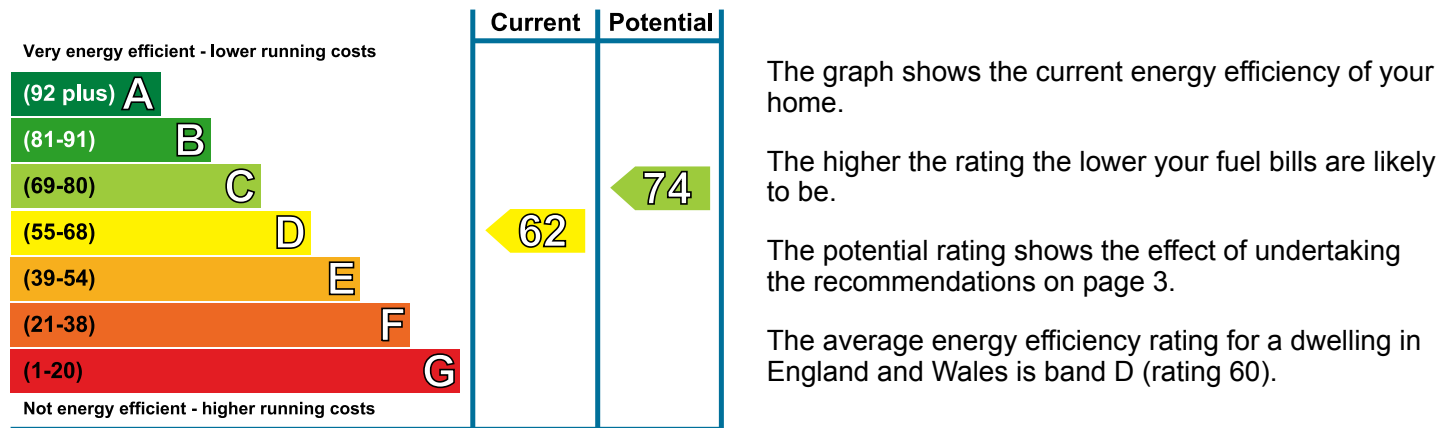 Current Potential
Very energy efficient - lower running costs
(92 plus) A
(81-91) B
(69-80) C
74
(55-68) D
62
(39-54) E
(21-38) F
(1-20) G
Not energy efficient - higher running costs
The graph shows the current energy efficiency of your
home.
The higher the rating the lower your fuel bills are likely
to be.
The potential rating shows the effect of undertaking
the recommendations on page 3.
The average energy efficiency rating for a dwelling in
England and Wales is band D (rating 60).